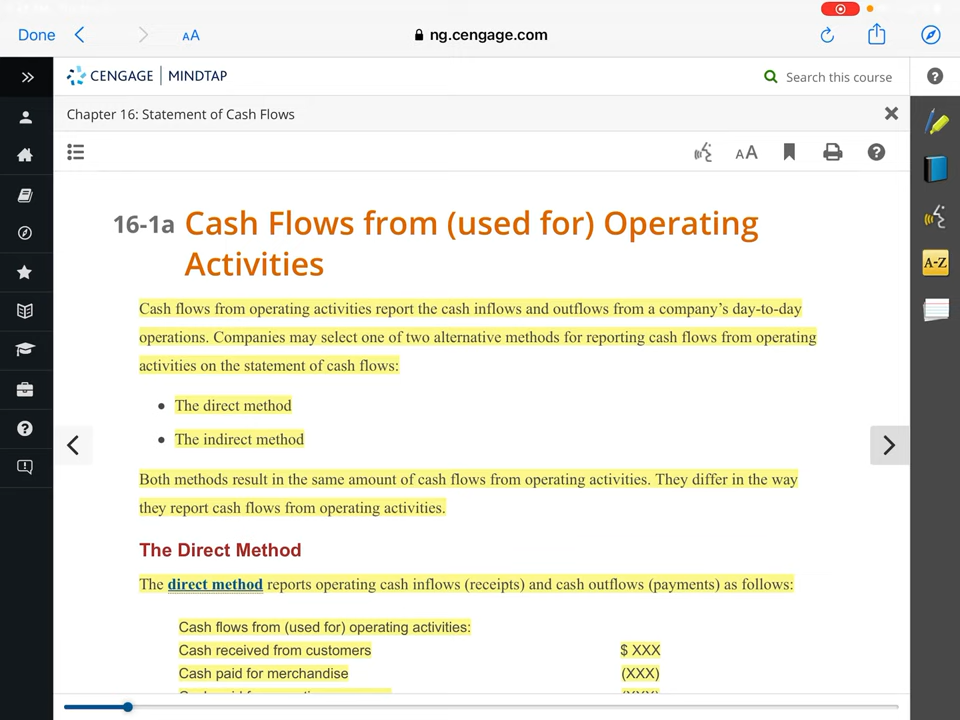 Done AA ng.cengage.com
CENGAGE | MINDTAP Search this course ?
Chapter 16: Statement of Cash Flows
AA ?
16-1a Cash Flows from (used for) Operating
Activities
Cash flows from operating activities report the cash inflows and outflows from a company's day-to-day
operations. Companies may select one of two alternative methods for reporting cash flows from operating
activities on the statement of cash flows:
• The direct method
• The indirect method
Both methods result in the same amount of cash flows from operating activities. They differ in the way
they report cash flows from operating activities.
The Direct Method
The direct method reports operating cash inflows (receipts) and cash outflows (payments) as follows:
Cash flows from (used for) operating activities:
Cash received from customers $ XXX
Cash paid for merchandise (XXX)
A-Z